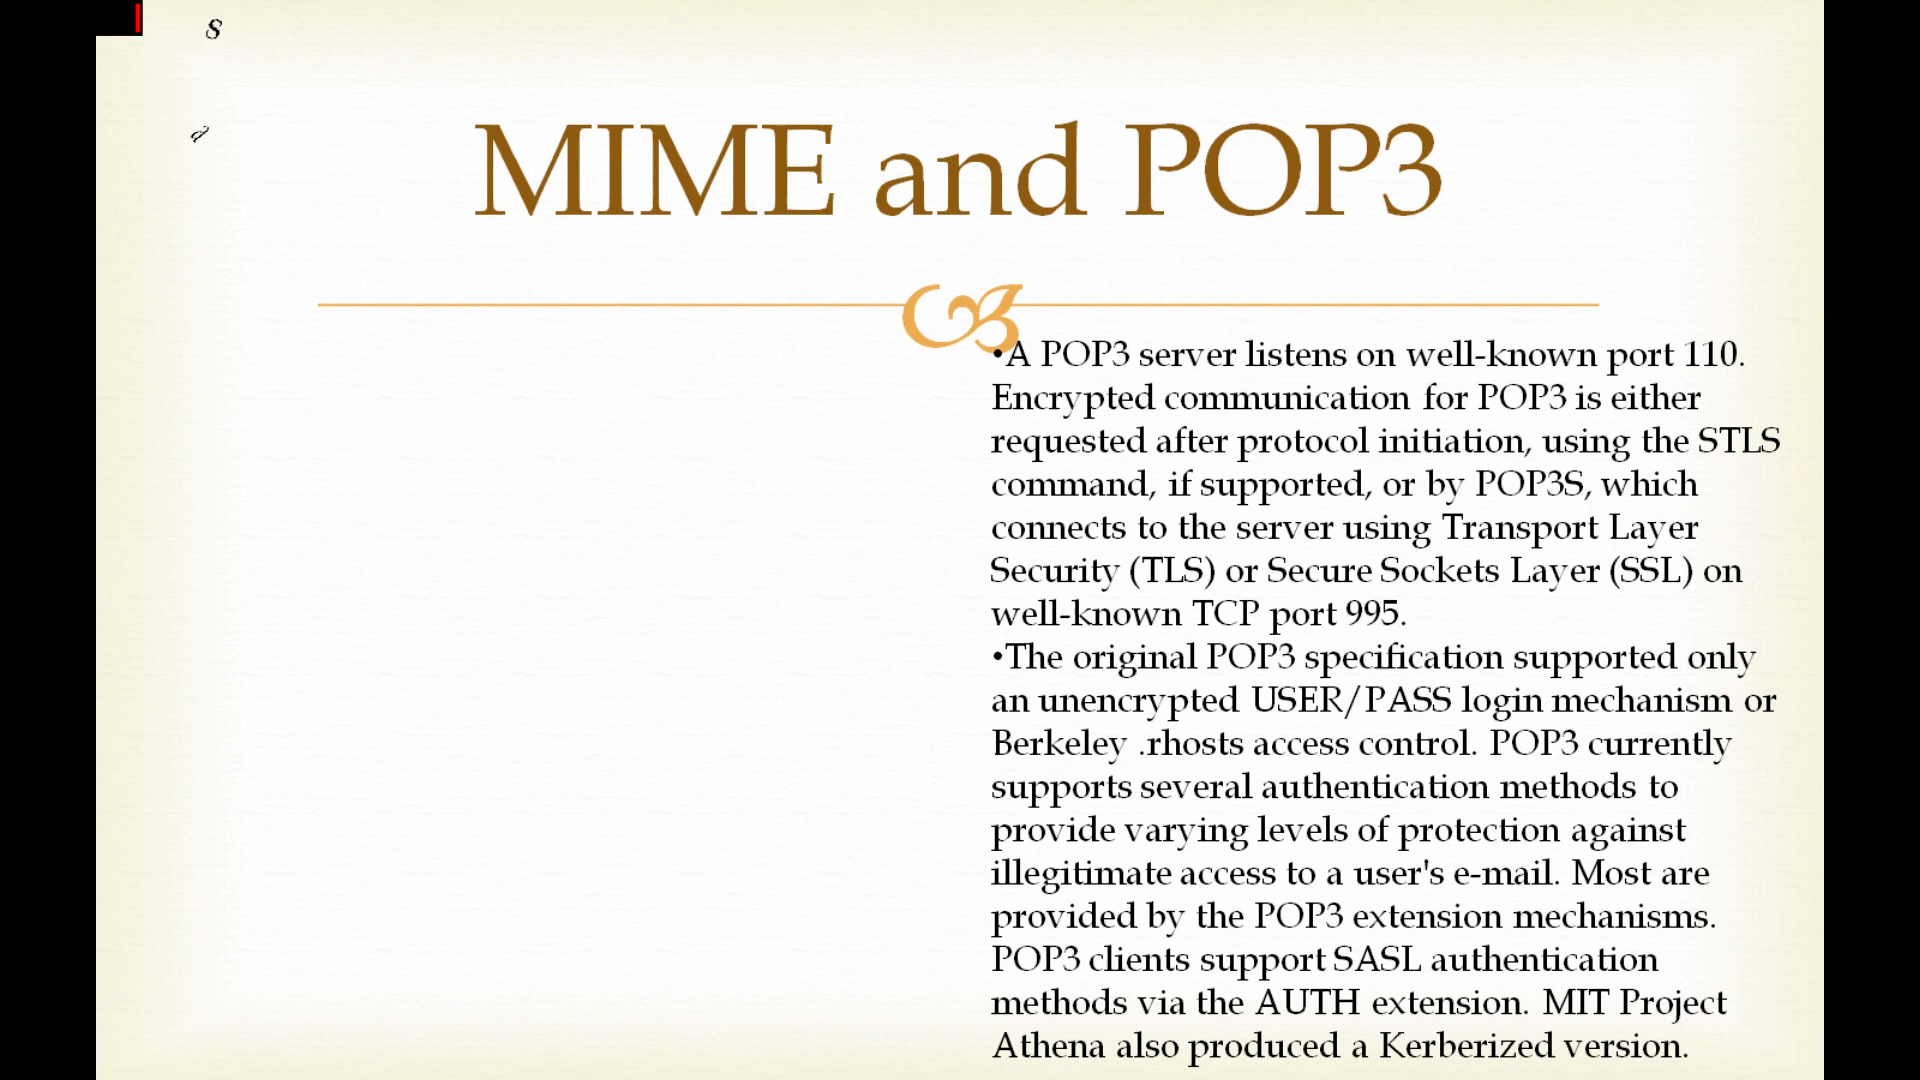 s
MIME and POP3
•A POP3 server listens on well-known port 110.
Encrypted communication for POP3 is either
requested after protocol initiation, using the STLS
command, if supported, or by POP3S, which
connects to the server using Transport Layer
Security (TLS) or Secure Sockets Layer (SSL) on
well-known TCP port 995.
•The original POP3 specification supported only
an unencrypted USER/PASS login mechanism or
Berkeley .rhosts access control. POP3 currently
supports several authentication methods to
provide varying levels of protection against
illegitimate access to a user's e-mail. Most are
provided by the POP3 extension mechanisms.
POP3 clients support SASL authentication
methods via the AUTH extension. MIT Project
Athena also produced a Kerberized version.